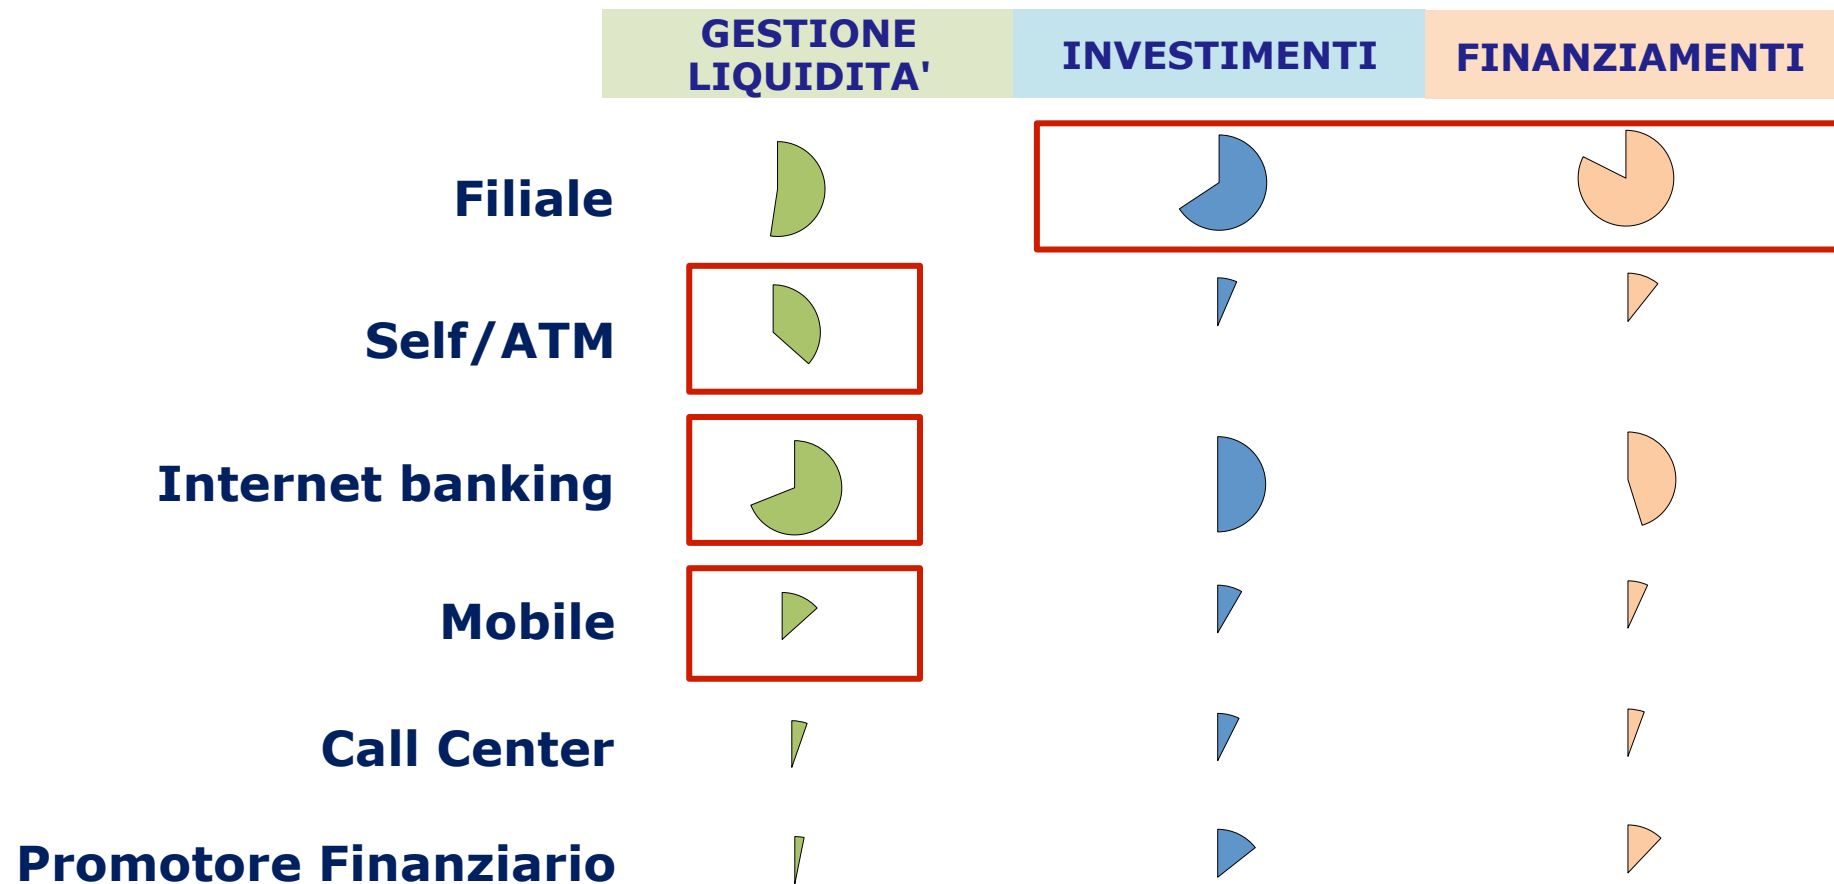 GESTIONE
LIQUIDITA'
INVESTIMENTI
FINANZIAMENTI
Filiale
Self/ATM
Internet banking
Mobile
Call Center
Promotore Finanziario